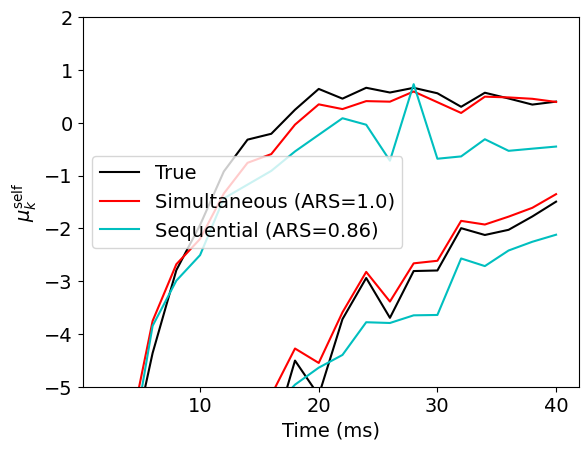 2
1
0
−1
−2
−3
−4
−5
μ_k^self
True
Simultaneous (ARS=1.0)
Sequential (ARS=0.86)
10 20 30 40
Time (ms)